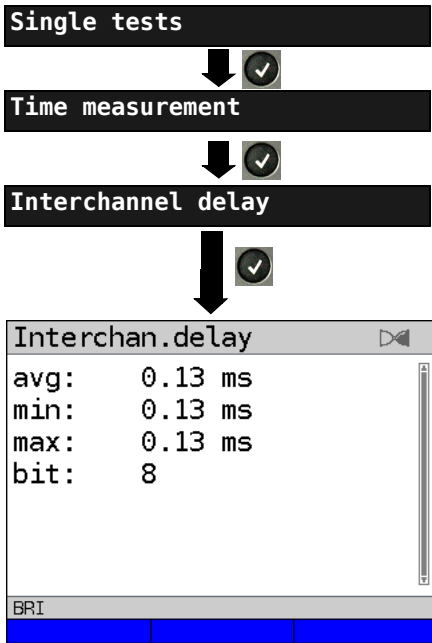 Single tests
Time measurement
Interchannel delay
Interchan.delay
avg: 0.13 ms
min: 0.13 ms
max: 0.13 ms
bit: 8
BRI